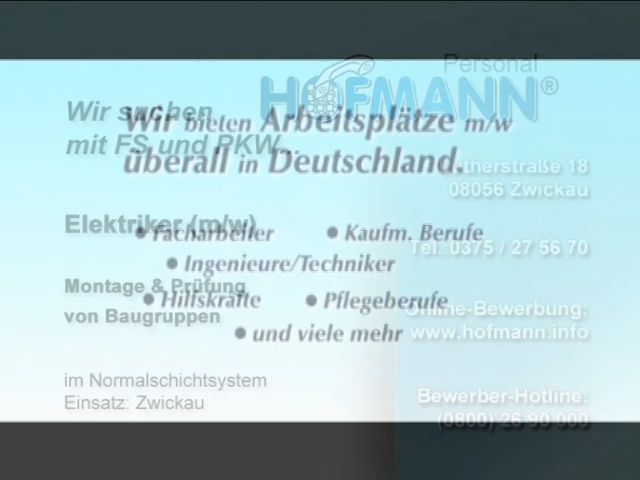 Personal
HOFMANN®
Wir suchen
mit FS und PKW
Wir bieten Arbeitsplätze m/w
überall in Deutschland.
18
08056 Zwickau
Elektriker (m/w)
• Facharbeiter • Kaufm. Berufe
Tel.: 0375 / 27 56 70
• Ingenieure/Techniker
Montage & Prüfung
von Baugruppen
• Hilfskräfte • Pflegeberufe
Online-Bewerbung:
www.hofmann.info
• und viele mehr
im Normalschichtsystem
Einsatz: Zwickau
Bewerber-Hotline:
(0800) 26 90 000